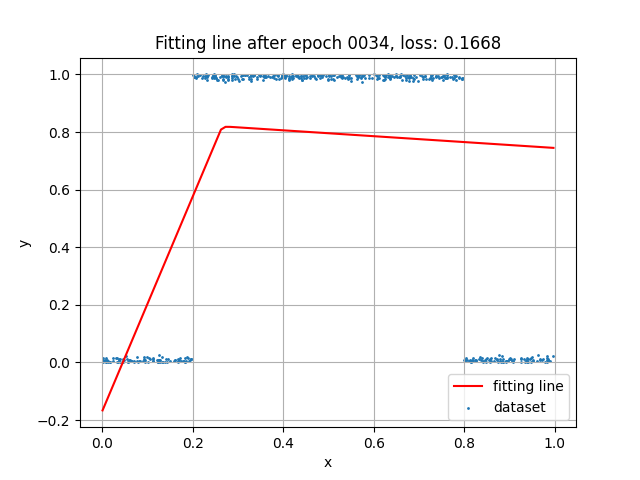 Fitting line after epoch 0034, loss: 0.1668
1.0
0.8
0.6
0.4
0.2
0.0
−0.2
y
0.0 0.2 0.4 0.6 0.8 1.0
x
fitting line
dataset